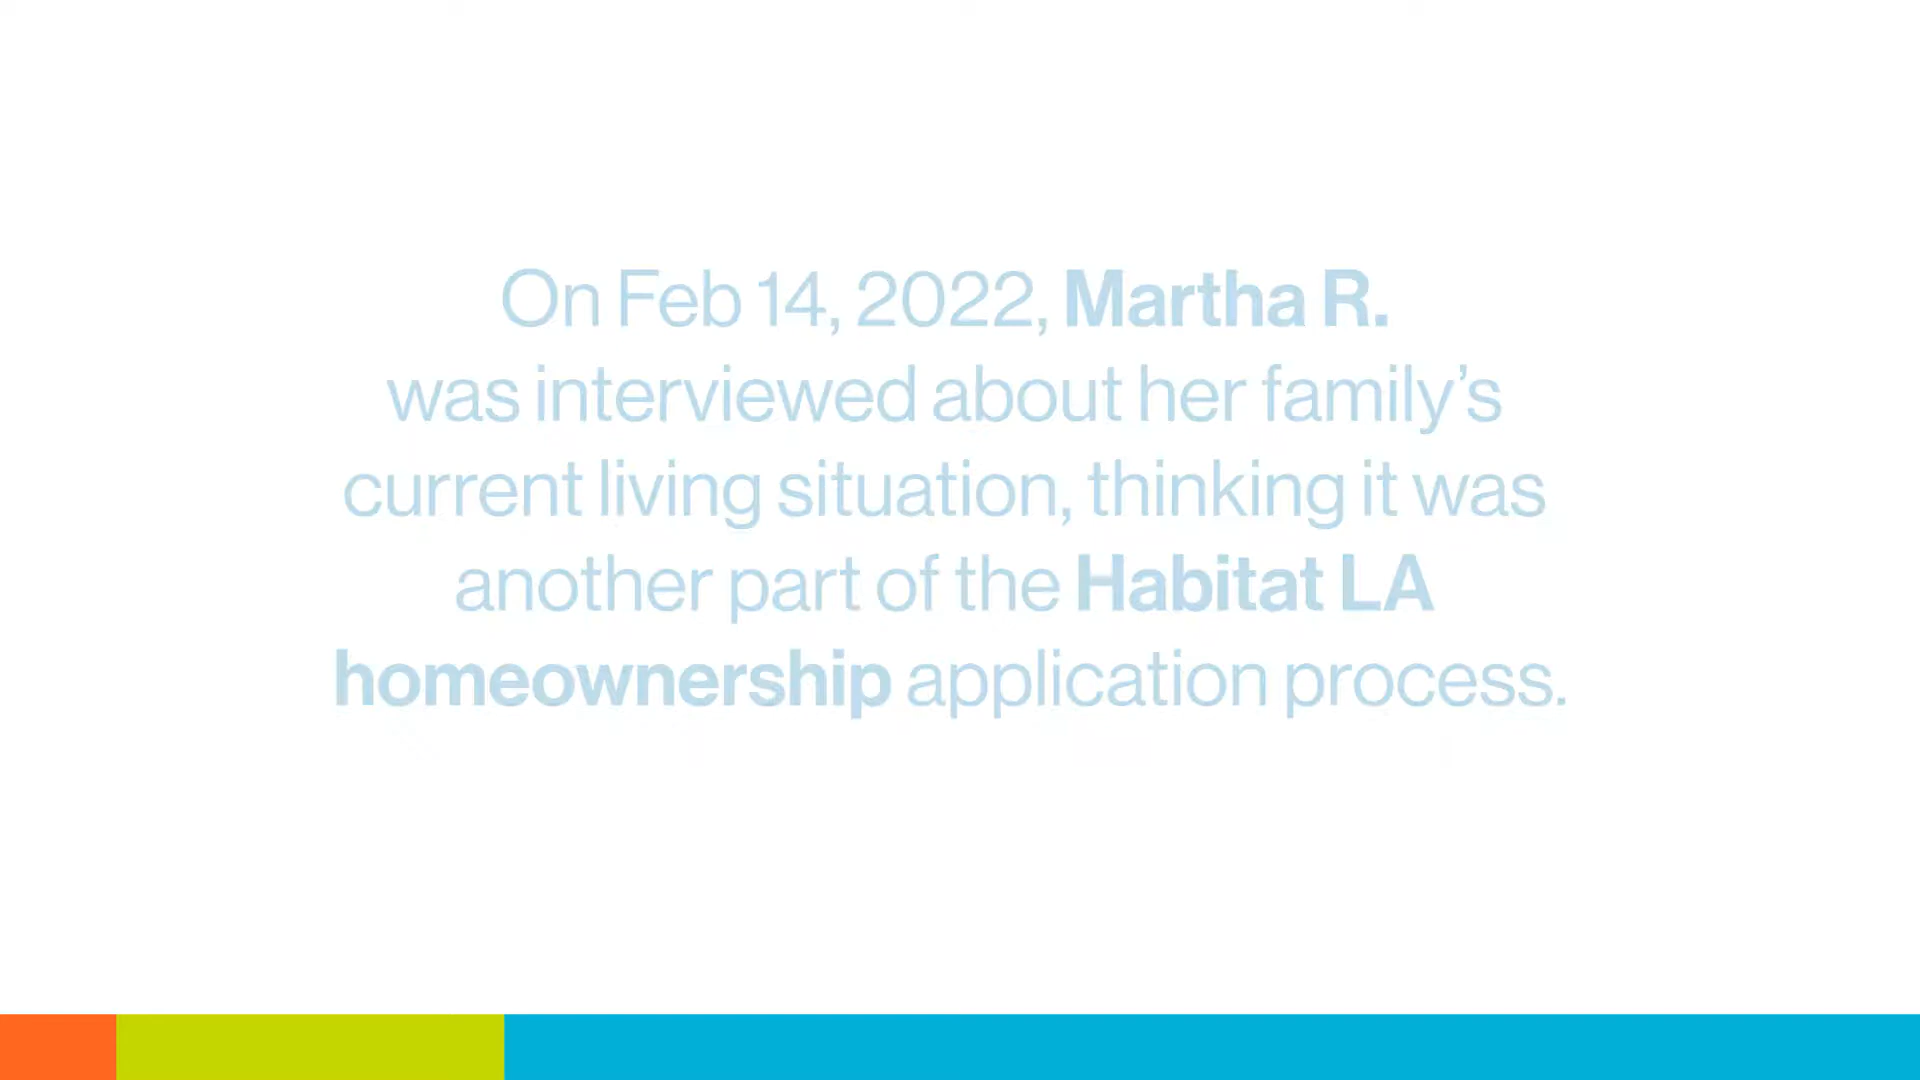 On Feb 14, 2022, Martha R.
was interviewed about her family’s
current living situation, thinking it was
another part of the Habitat LA
homeownership application process.